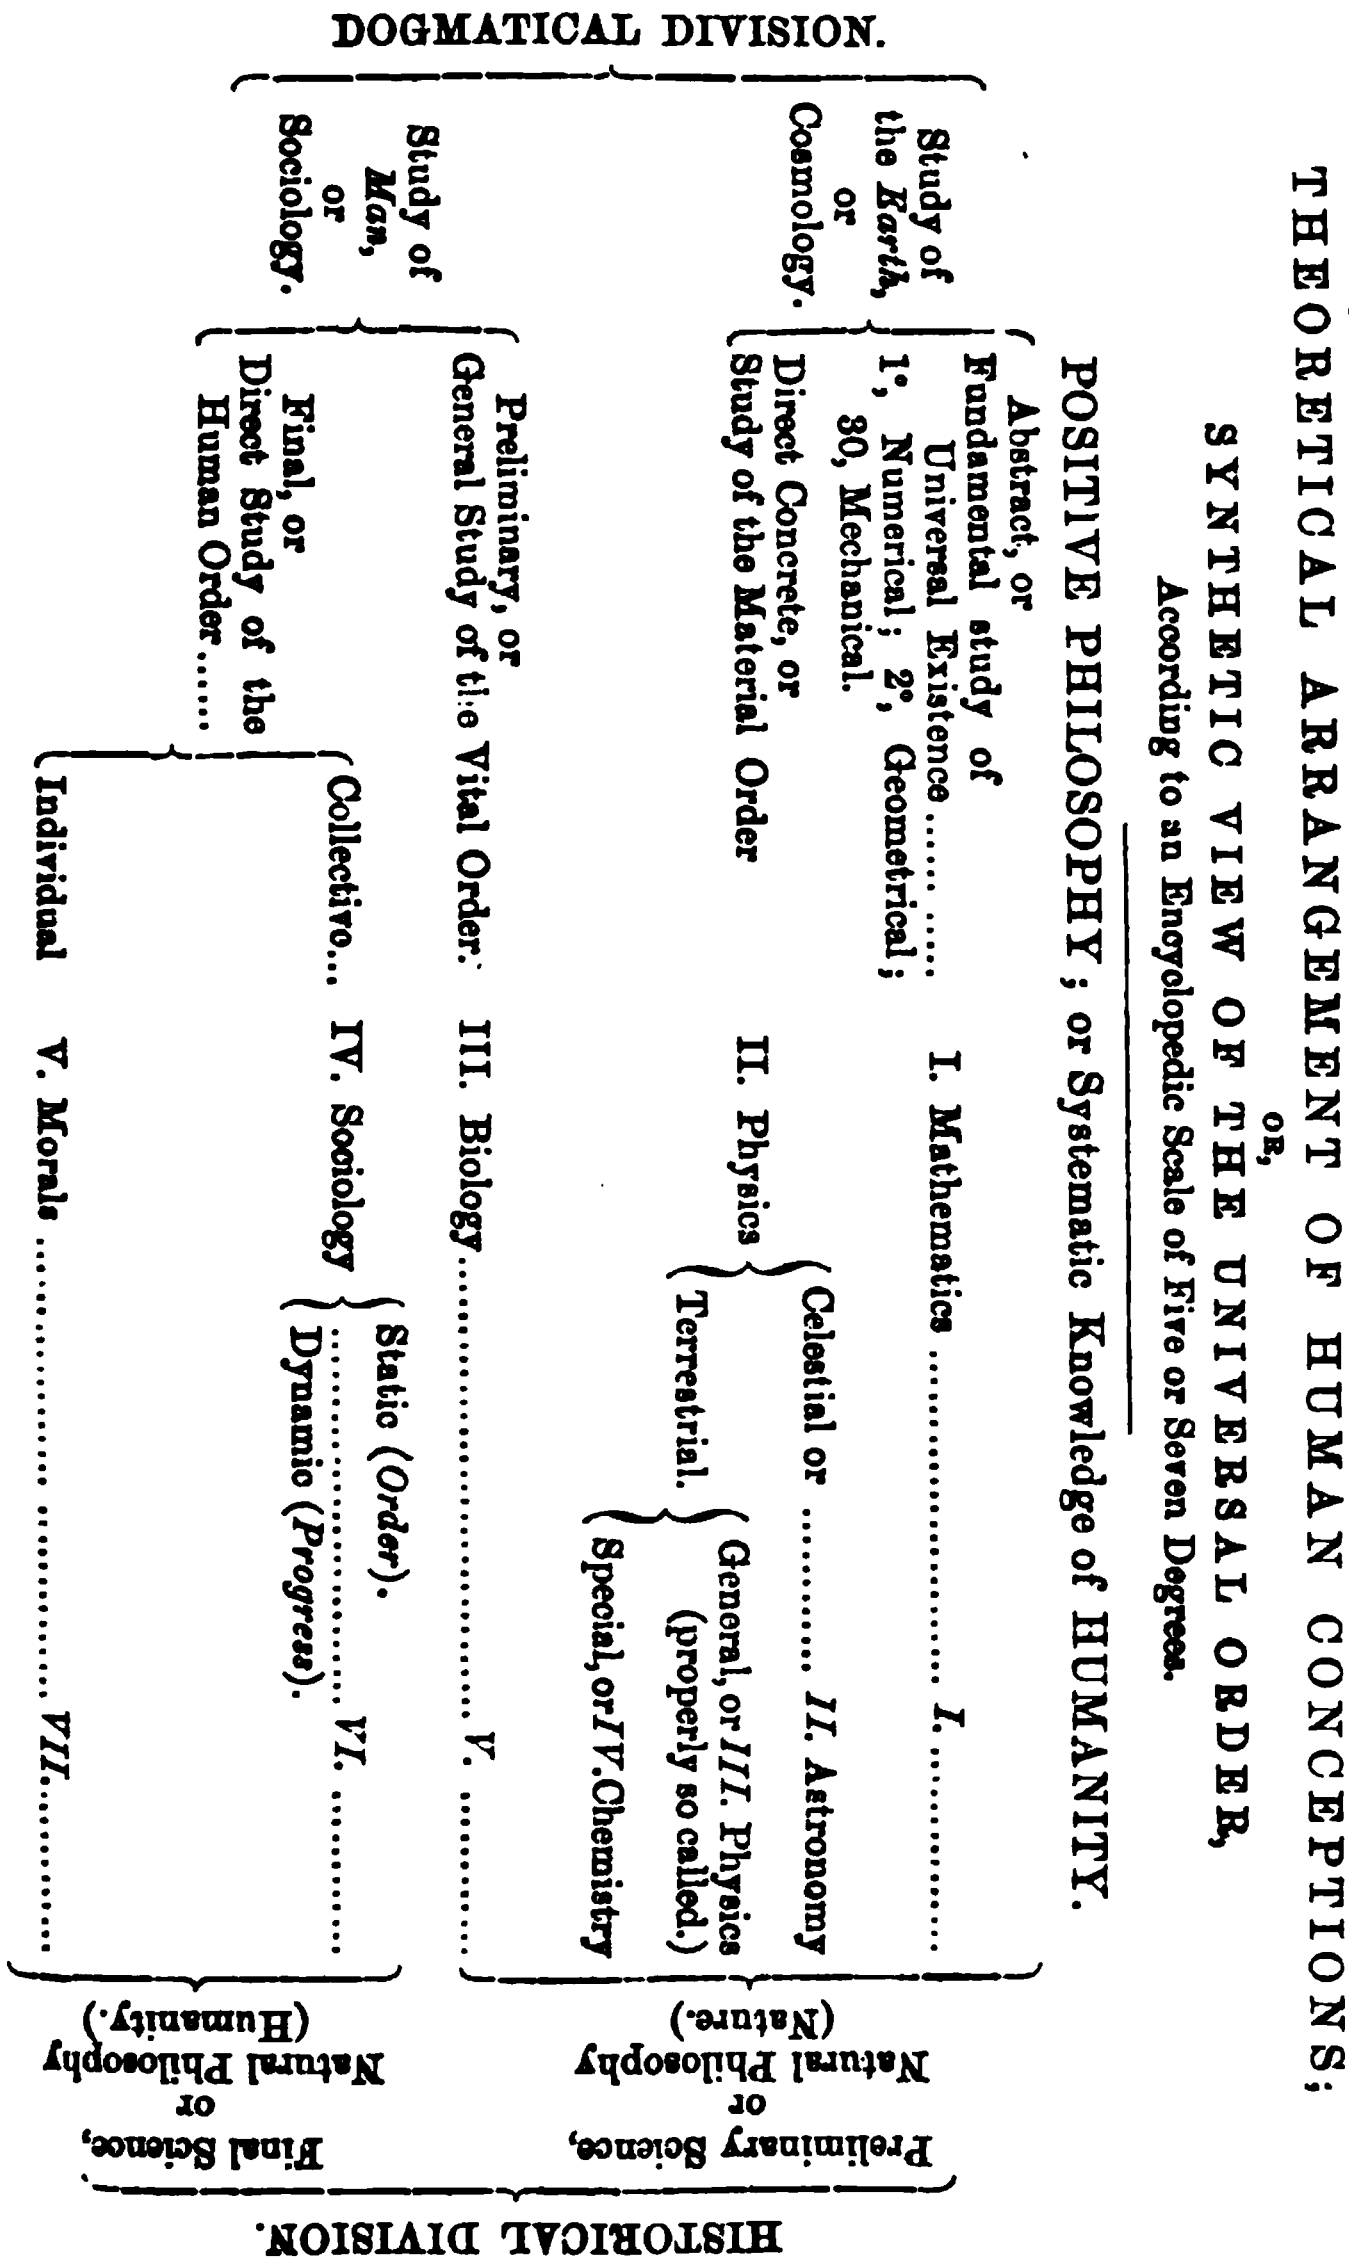 THEORETICAL ARRANGEMENT OF HUMAN CONCEPTIONS;
OR,
SYNTHETIC VIEW OF THE UNIVERSAL ORDER,
According to an Encyclopedic Scale of Five or Seven Degrees.
POSITIVE PHILOSOPHY; or Systematic Knowledge of HUMANITY.
DOGMATICAL DIVISION.
Study of
the Earth,
or
Cosmology.
Abstract, or
Fundamental study of
Universal Existence ...... ......
1°, Numerical; 2°, Geometrical;
30, Mechanical.
I. Mathematics .......................... I. ..............
Direct Concrete, or
Study of the Material Order
II. Physics
Celestial or .......... II. Astronomy
Terrestrial.
General, or III. Physics
(properly so called.)
Special, or IV. Chemistry
Study of
Man,
or
Sociology.
Preliminary, or
General Study of the Vital Order.
III. Biology .................................. V. ............
Final, or
Direct Study of the
Human Order......
Collective... IV. Sociology
Static (Order).
............................ VI. ............
Dynamic (Progress).
Individual V. Morals .................... .............. VII. ............
Preliminary Science,
or
Natural Philosophy
(Nature.)
Final Science,
or
Natural Philosophy
(Humanity.)
HISTORICAL DIVISION.